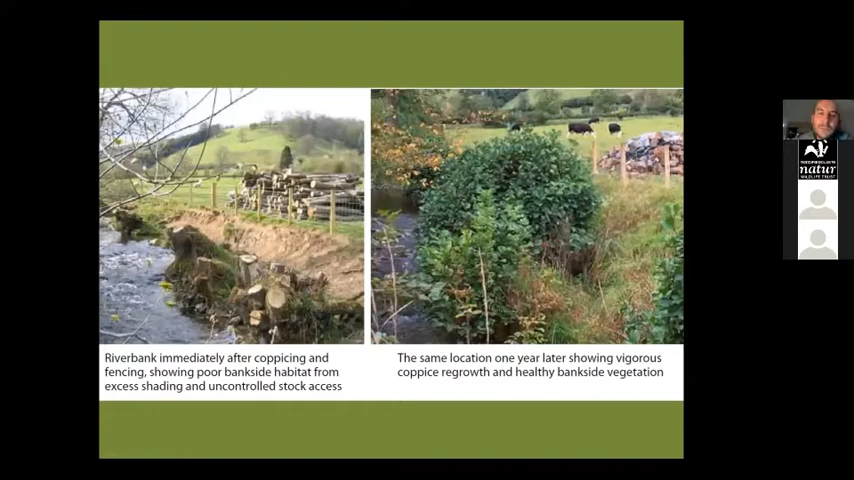 Riverbank immediately after coppicing and
fencing, showing poor bankside habitat from
excess shading and uncontrolled stock access
The same location one year later showing vigorous
coppice regrowth and healthy bankside vegetation
natur
WILDLIFE TRUST